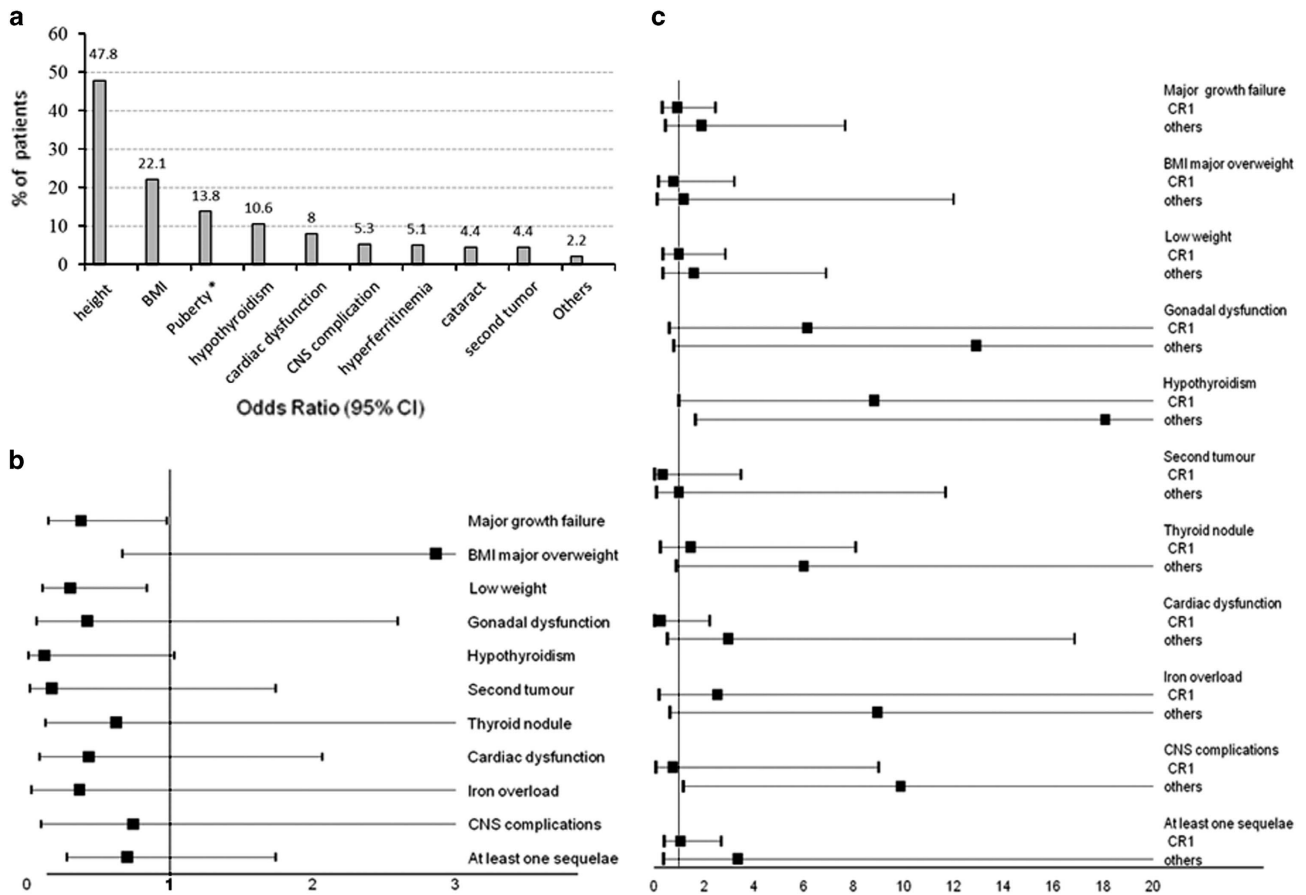 a
60
50
40
30
20
10
0
% of patients
47.8
22.1
13.8
10.6
8
5.3
5.1
4.4
4.4
2.2
height
BMI
Puberty*
hypothyroidism
cardiac dysfunction
CNS complication
hyperferritinemia
cataract
second tumor
Others
Odds Ratio (95% CI)
b
Major growth failure
BMI major overweight
Low weight
Gonadal dysfunction
Hypothyroidism
Second tumour
Thyroid nodule
Cardiac dysfunction
Iron overload
CNS complications
At least one sequelae
0 1 2 3
c
Major growth failure
CR1
others
BMI major overweight
CR1
others
Low weight
CR1
others
Gonadal dysfunction
CR1
others
Hypothyroidism
CR1
others
Second tumour
CR1
others
Thyroid nodule
CR1
others
Cardiac dysfunction
CR1
others
Iron overload
CR1
others
CNS complications
CR1
others
At least one sequelae
CR1
others
0 2 4 6 8 10 12 14 16 18 20